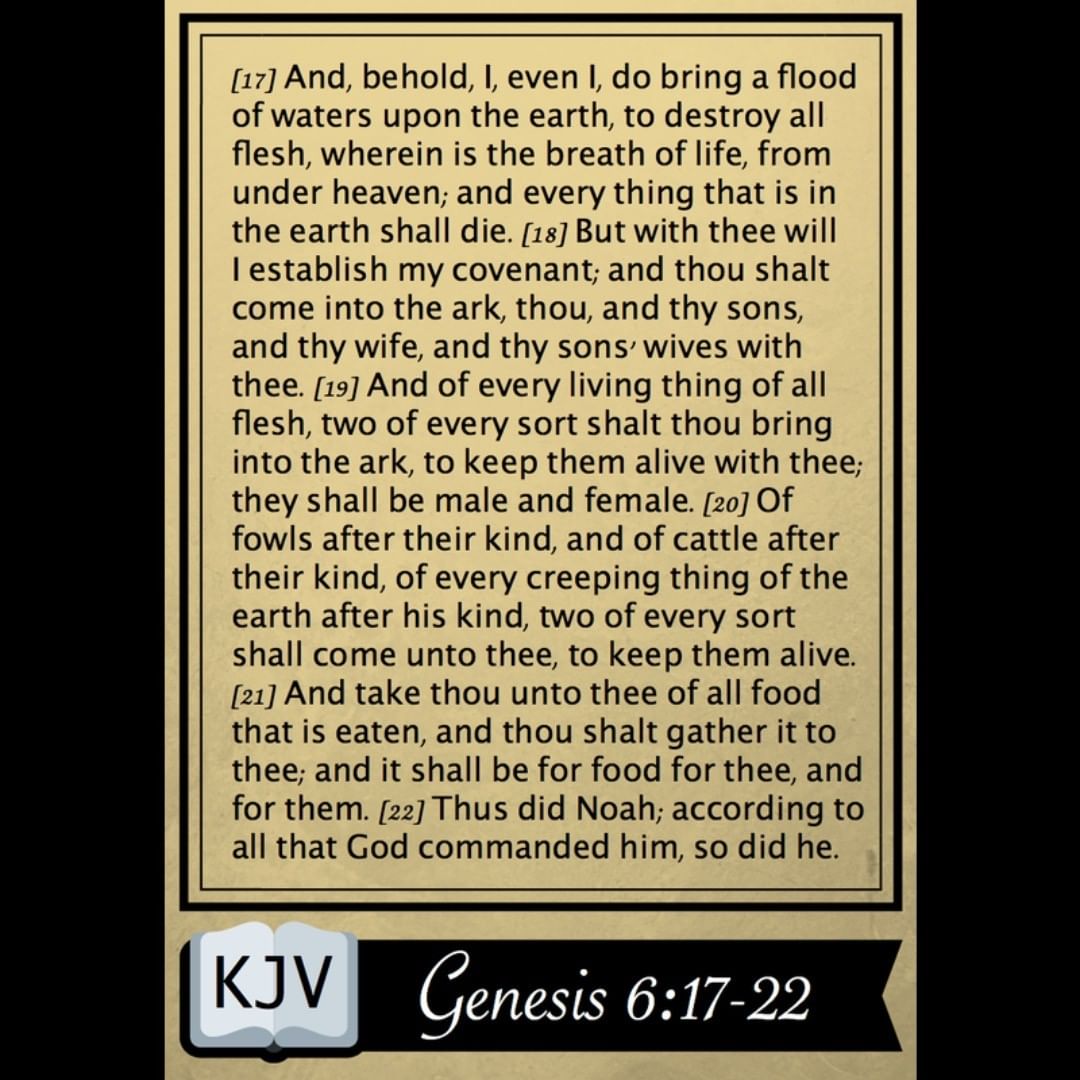 [17] And, behold, I, even I, do bring a flood
of waters upon the earth, to destroy all
flesh, wherein is the breath of life, from
under heaven; and every thing that is in
the earth shall die. [18] But with thee will
I establish my covenant; and thou shalt
come into the ark, thou, and thy sons,
and thy wife, and thy sons’ wives with
thee. [19] And of every living thing of all
flesh, two of every sort shalt thou bring
into the ark, to keep them alive with thee;
they shall be male and female. [20] Of
fowls after their kind, and of cattle after
their kind, of every creeping thing of the
earth after his kind, two of every sort
shall come unto thee, to keep them alive.
[21] And take thou unto thee of all food
that is eaten, and thou shalt gather it to
thee; and it shall be for food for thee, and
for them. [22] Thus did Noah; according to
all that God commanded him, so did he.
KJV
Genesis 6:17-22